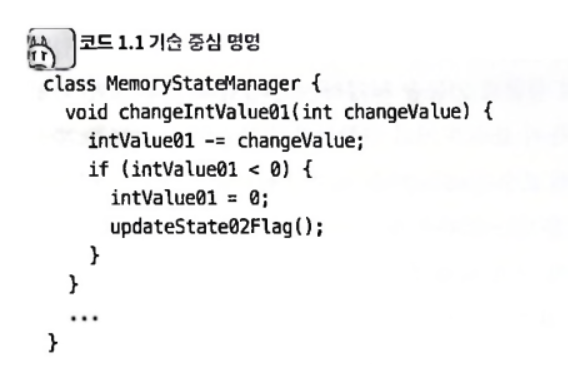 코드 1.1 기술 중심 명명
class MemoryStateManager {
  void changeIntValue01(int changeValue) {
    intValue01 -= changeValue;
    if (intValue01 < 0) {
      intValue01 = 0;
      updateState02Flag();
    }
  }
  ...
}